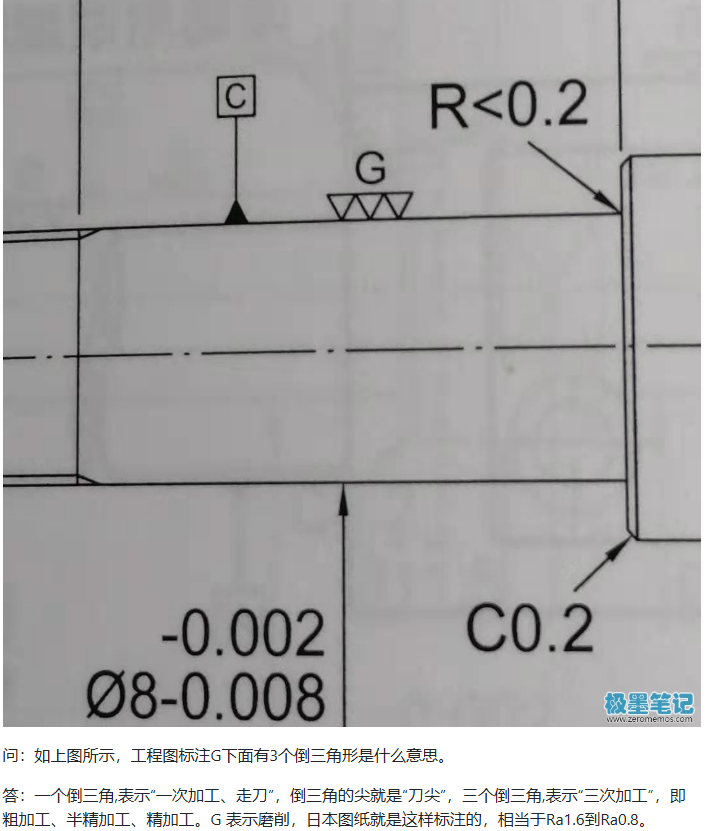 C
R<0.2
G
-0.002
Ø8-0.008
C0.2
极墨笔记
www.zeromemos.com
问：如上图所示，工程图标注G下面有3个倒三角形是什么意思。
答：一个倒三角,表示“一次加工、走刀”，倒三角的尖就是“刀尖”，三个倒三角,表示“三次加工”，即
粗加工、半精加工、精加工。G 表示磨削，日本图纸就是这样标注的，相当于Ra1.6到Ra0.8。